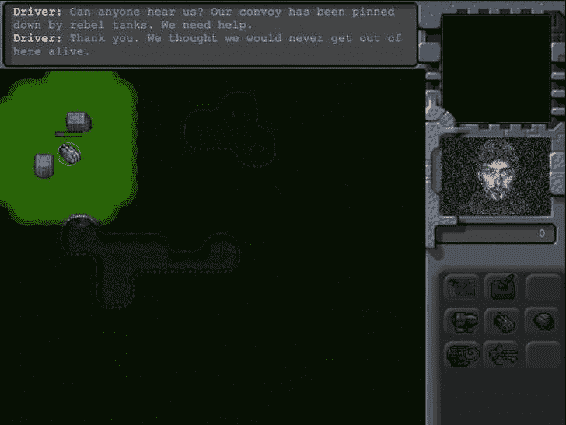 Driver: Can anyone hear us? Our convoy has been pinned
down by rebel tanks. We need help.
Driver: Thank you. We thought we would never get out of
here alive.
0